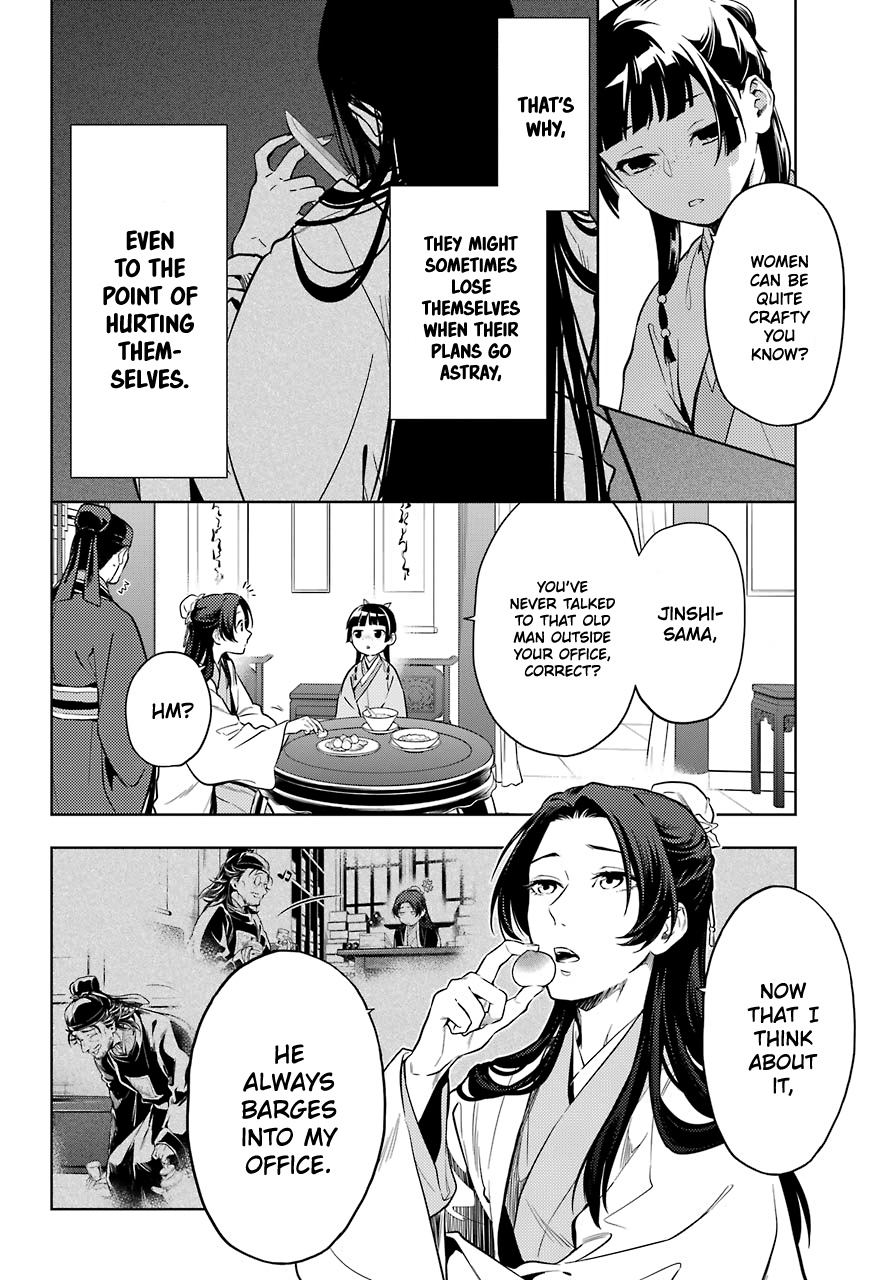 WOMEN
CAN BE
QUITE
CRAFTY
YOU
KNOW?
THAT'S
WHY,
THEY MIGHT
SOMETIMES
LOSE
THEMSELVES
WHEN THEIR
PLANS GO
ASTRAY,
EVEN
TO THE
POINT OF
HURTING
THEM-
SELVES.
JINSHI-
SAMA,
YOU'VE
NEVER TALKED
TO THAT OLD
MAN OUTSIDE
YOUR OFFICE,
CORRECT?
HM?
NOW
THAT I
THINK
ABOUT
IT,
HE
ALWAYS
BARGES
INTO MY
OFFICE.